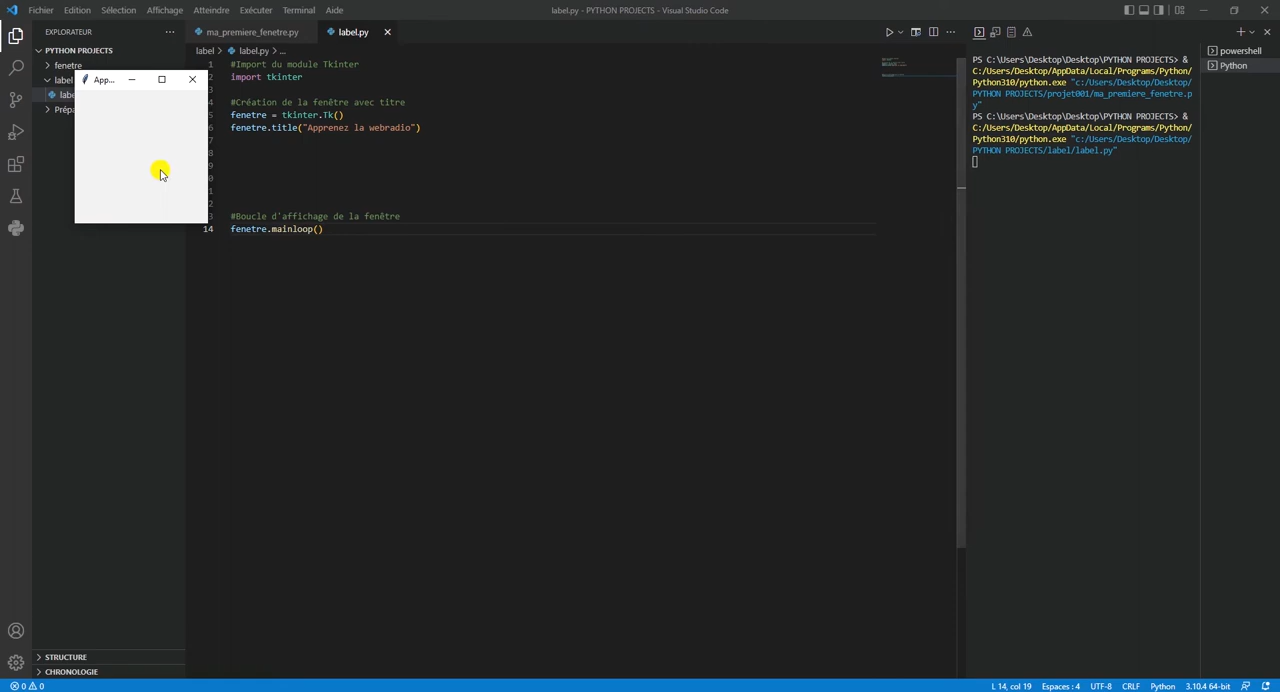 Fichier Edition Sélection Affichage Atteindre Exécuter Terminal Aide
label.py - PYTHON PROJECTS - Visual Studio Code
EXPLORATEUR
PYTHON PROJECTS
fenetre
label
App...
ma_premiere_fenetre.py label.py
label > label.py > ...
1 #Import du module Tkinter
2 import tkinter
3
4 #Création de la fenêtre avec titre
5 fenetre = tkinter.Tk()
6 fenetre.title("Apprenez la webradio")
7
8
9
0
1
2
3 #Boucle d'affichage de la fenêtre
14 fenetre.mainloop()
PS C:\Users\Desktop\Desktop\PYTHON PROJECTS> &
C:/Users/Desktop/AppData/Local/Programs/Python/
Python310/python.exe "c:/Users/Desktop/Desktop/
PYTHON PROJECTS/projet001/ma_premiere_fenetre.p
y"
PS C:\Users\Desktop\Desktop\PYTHON PROJECTS> &
C:/Users/Desktop/AppData/Local/Programs/Python/
Python310/python.exe "c:/Users/Desktop/Desktop/
PYTHON PROJECTS/label/label.py"
powershell
Python
STRUCTURE
CHRONOLOGIE
0 0
L 14, col 19 Espaces : 4 UTF-8 CRLF Python 3.10.4 64-bit